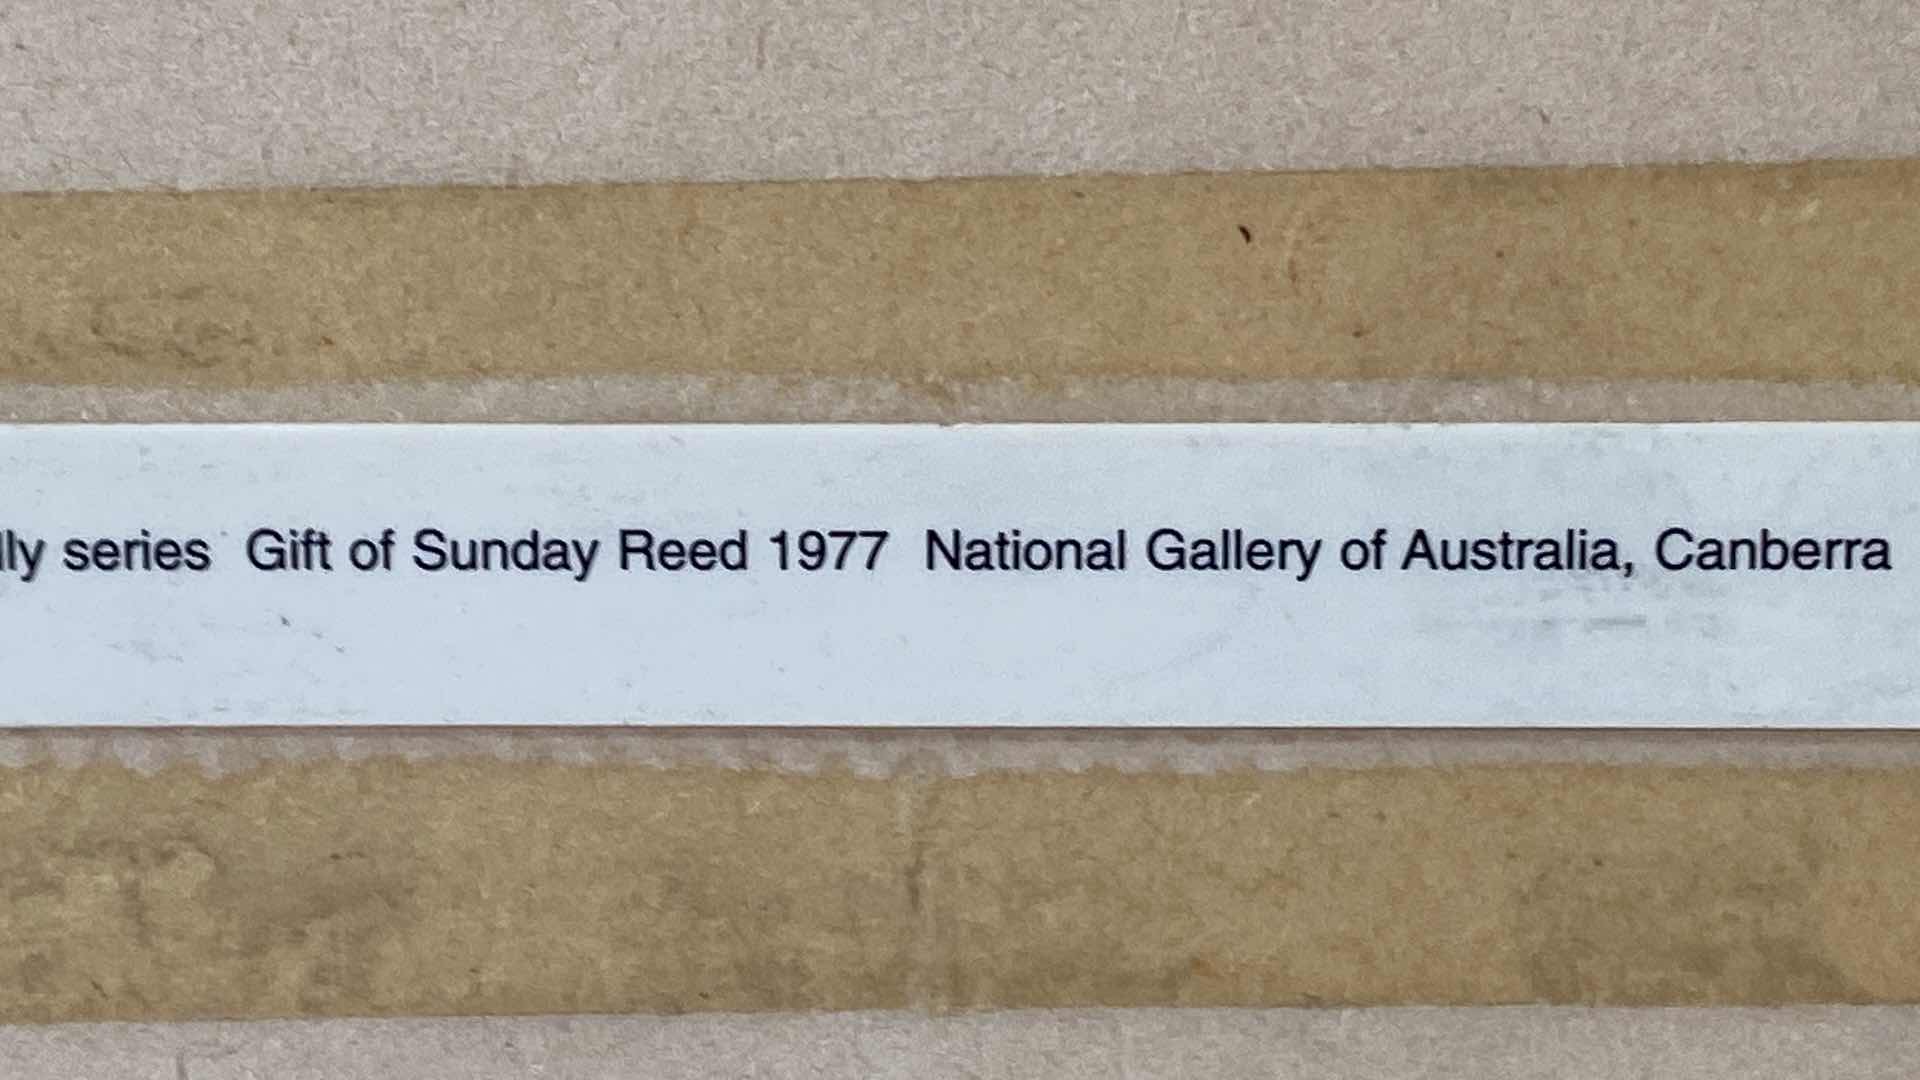 lly series Gift of Sunday Reed 1977 National Gallery of Australia, Canberra